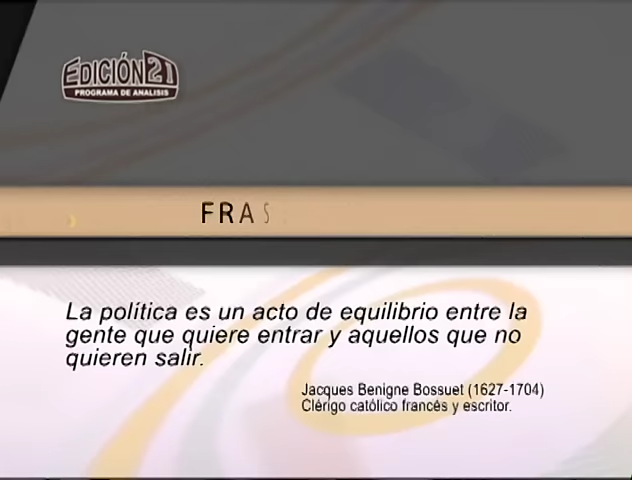 EDICIÓN 21
PROGRAMA DE ANALISIS
FRAS
La política es un acto de equilibrio entre la
gente que quiere entrar y aquellos que no
quieren salir.
Jacques Benigne Bossuet (1627-1704)
Clérigo católico francés y escritor.